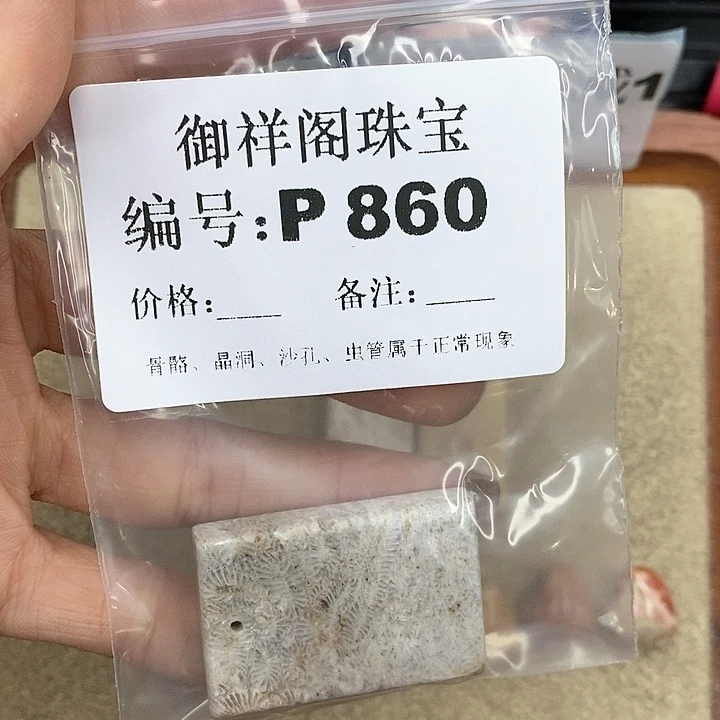 御祥阁珠宝
编号:P 860
价格:____ 备注:____
骨骼、晶洞、沙孔、虫管属于正常现象